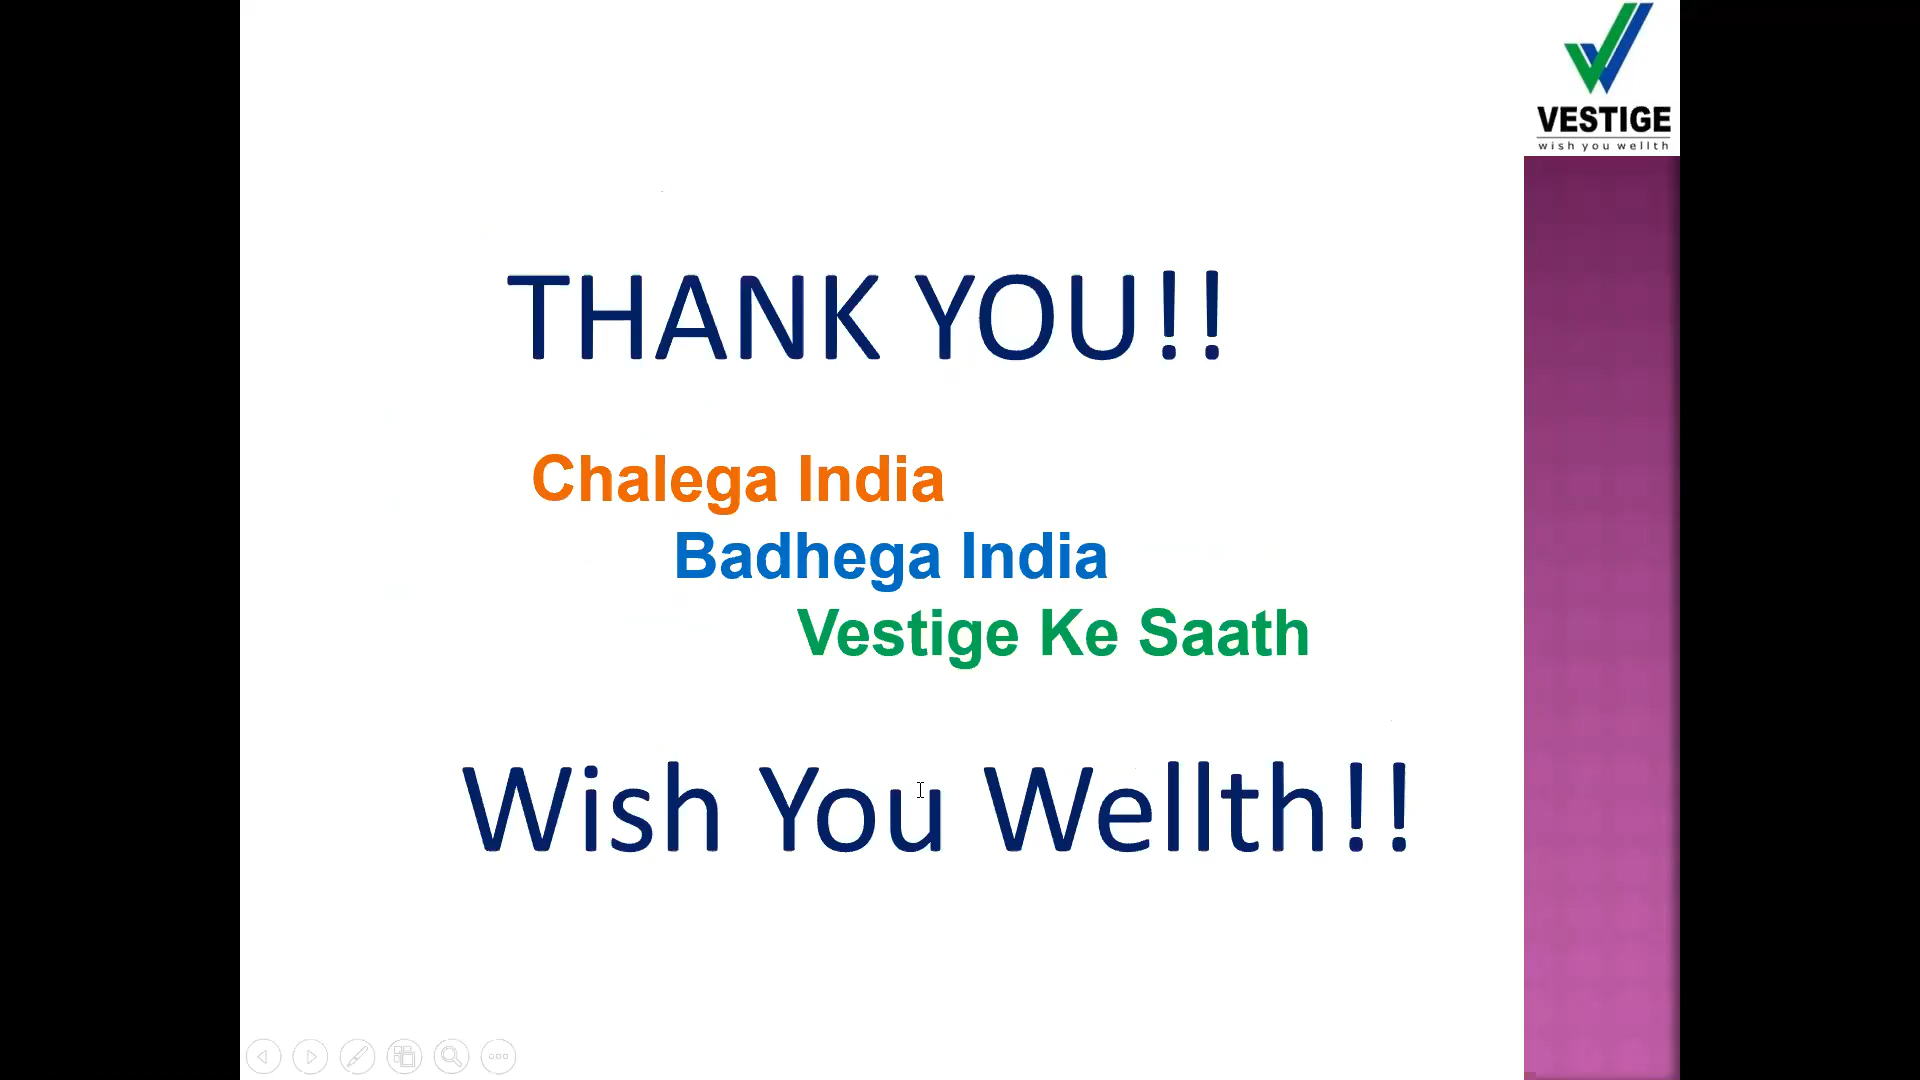 VESTIGE
wish you wellth
THANK YOU!!
Chalega India
Badhega India
Vestige Ke Saath
Wish You Wellth!!